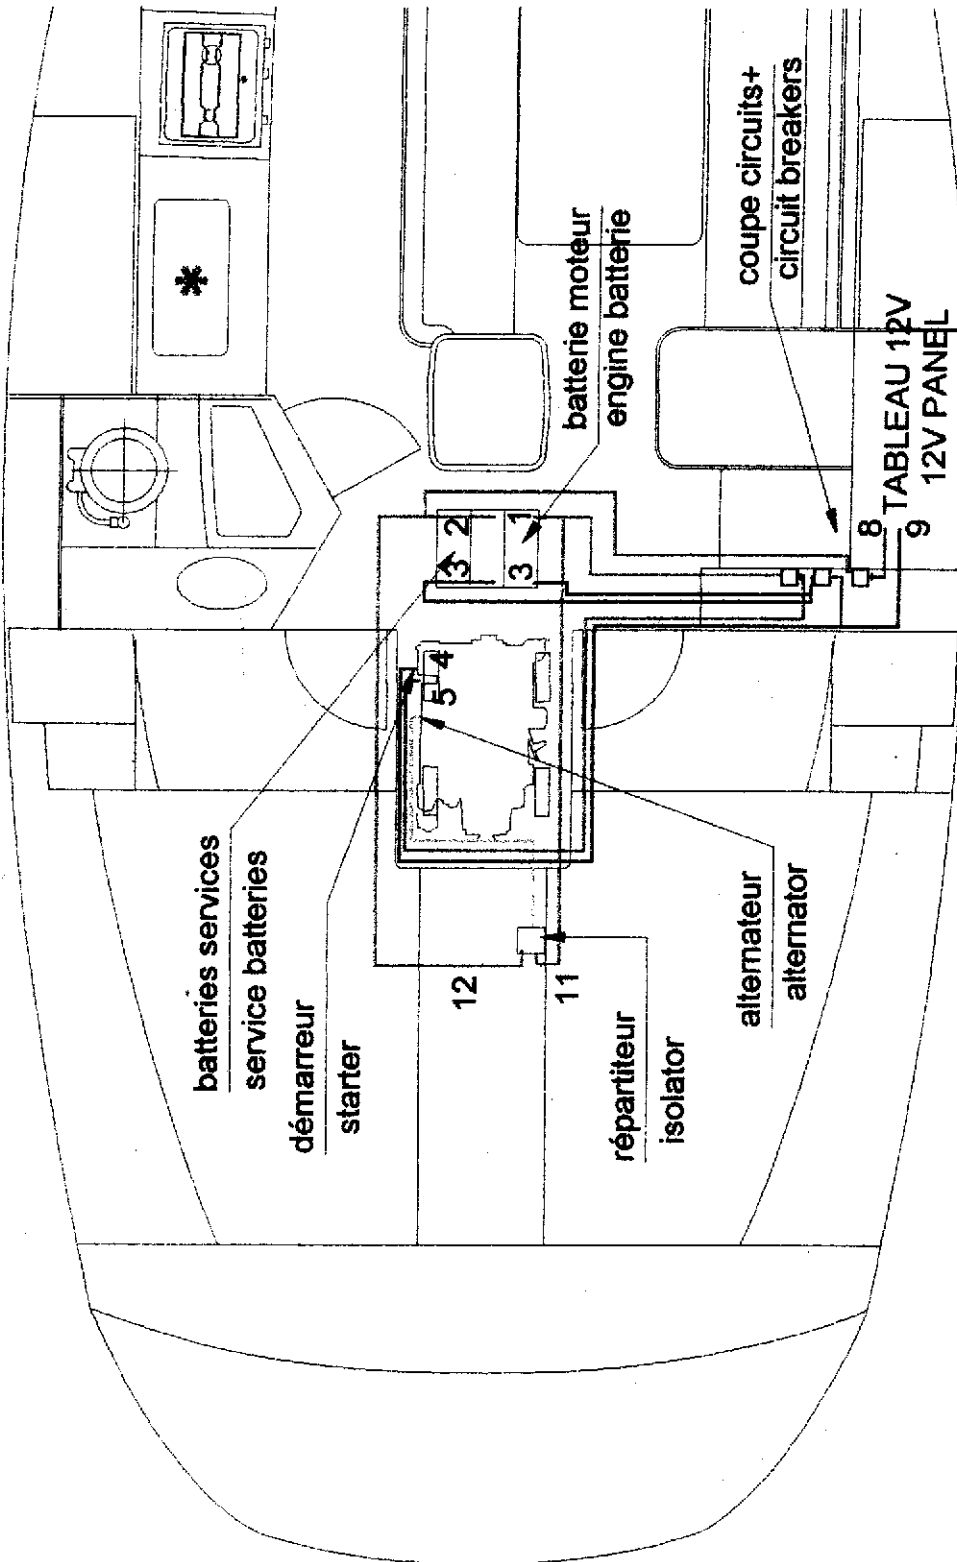 batteries services
service batteries
démarreur
starter
4
5
3
2
3
1
12
11
batterie moteur
engine batterie
répartiteur
isolator
alternateur
alternator
coupe circuits+
circuit breakers
8
TABLEAU 12V
9
12V PANEL